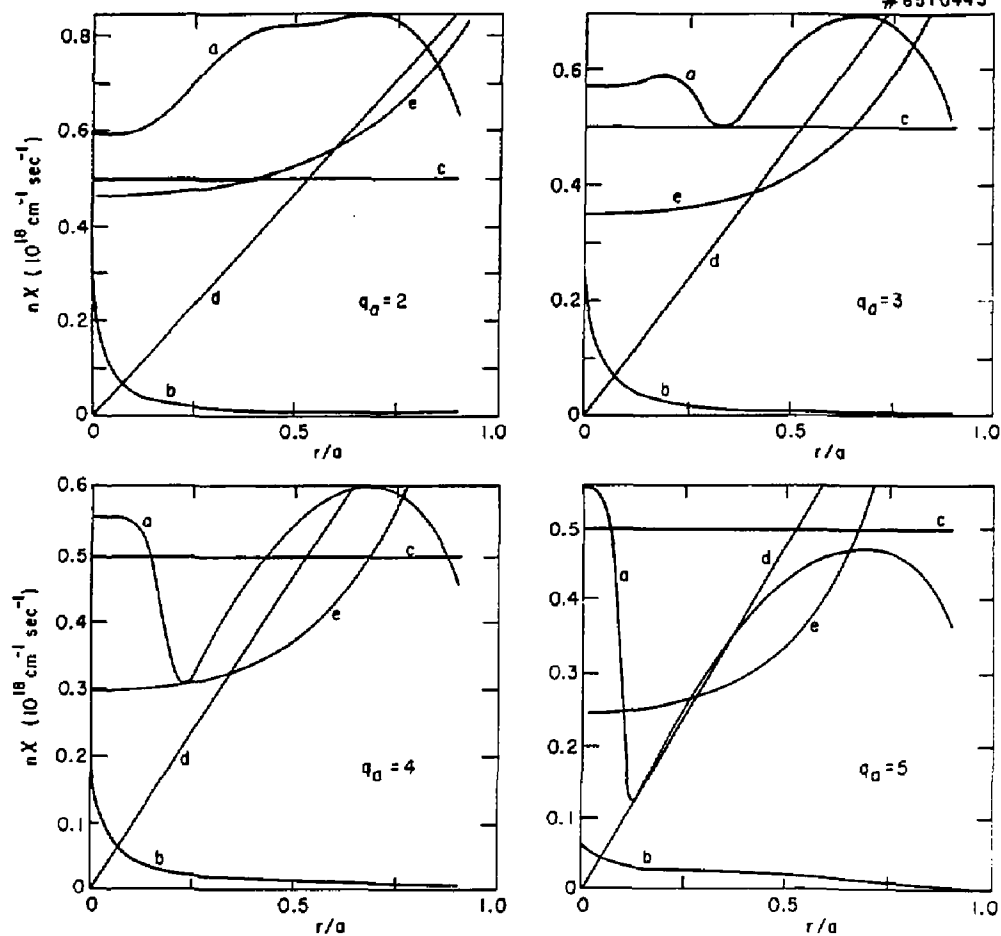 #8510443
0.8
0.6
0.4
0.2
0
nχ (10^18 cm^-1 sec^-1)
a
e
c
d
b
q_a = 2
0
0.5
1.0
r/a
0.6
0.4
0.2
0
a
c
e
d
b
q_a = 3
0
0.5
1.0
r/a
0.6
0.5
0.4
0.3
0.2
0.1
0
nχ (10^18 cm^-1 sec^-1)
a
c
e
d
b
q_a = 4
0
0.5
1.0
r/a
0.5
0.4
0.3
0.2
0.1
0
c
d
a
e
b
q_a = 5
0
0.5
1.0
r/a